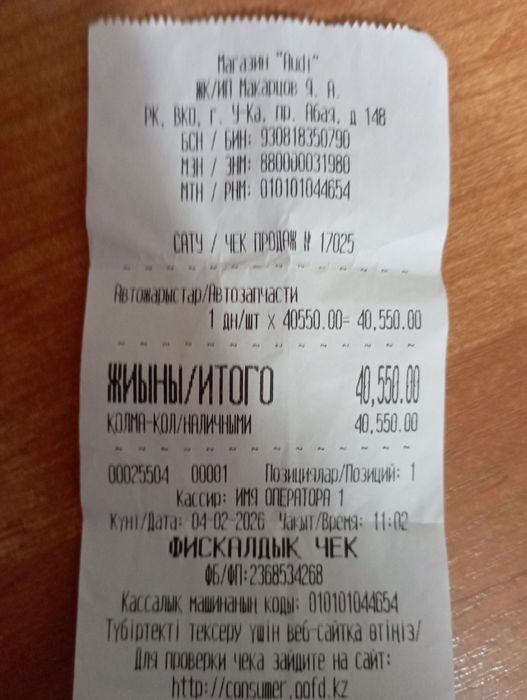 Магазин "Audi"
ЖК/ИП Макарцов Я. А.
РК, ВКО, г. У-Ка, пр. Абая, д 148
БСН / БИН: 930818350790
МЗН / ЗНМ: 880000031980
МТН / РНМ: 010101044654
САТУ / ЧЕК ПРОДАЖ № 17025
~ ~ ~ ~ ~ ~ ~ ~ ~ ~ ~ ~
Автожарыстар/Автозапчасти
1 дн/шт х 40550.00= 40,550.00
~ ~ ~ ~ ~ ~ ~ ~ ~ ~ ~ ~
ЖИЫНЫ/ИТОГО 40,550.00
ҚОЛМА-ҚОЛ/НАЛИЧНЫМИ 40,550.00
~ ~ ~ ~ ~ ~ ~ ~ ~ ~ ~ ~
00025504 00001 Позициялар/Позиций: 1
Кассир: ИМЯ ОПЕРАТОРА 1
Күні/Дата: 04-02-2026 Уақыт/Время: 11:02
ФИСКАЛДЫК ЧЕК
ФБ/ФП:2368534268
Кассалық машинаның коды: 010101044654
Түбіртекті тексеру үшін веб-сайтқа өтіңіз/
Для проверки чека зайдите на сайт:
http://consumer.oofd.kz